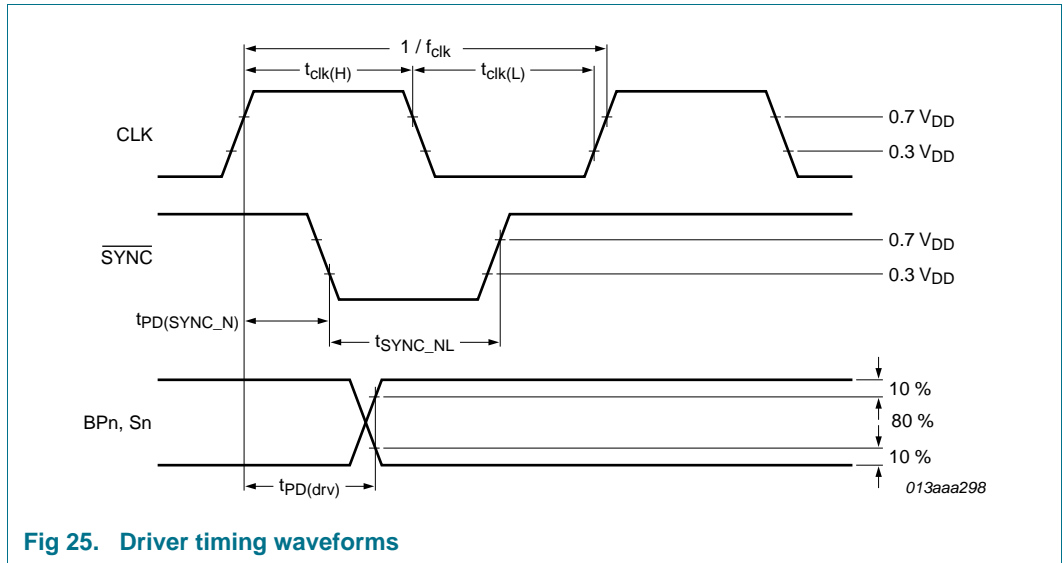 1 / fclk
tclk(H)
tclk(L)
CLK
0.7 VDD
0.3 VDD
SYNC
0.7 VDD
0.3 VDD
tPD(SYNC_N)
tSYNC_NL
BPn, Sn
10 %
80 %
10 %
tPD(drv)
013aaa298
Fig 25. Driver timing waveforms